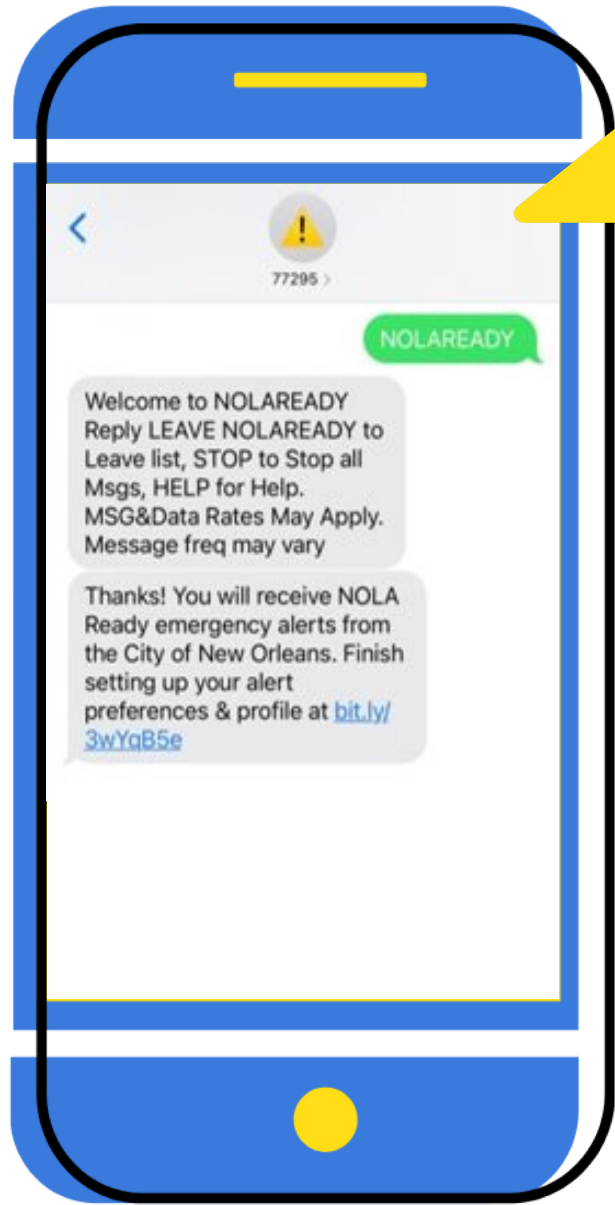 77295 >
NOLAREADY
Welcome to NOLAREADY
Reply LEAVE NOLAREADY to
Leave list, STOP to Stop all
Msgs, HELP for Help.
MSG&Data Rates May Apply.
Message freq may vary
Thanks! You will receive NOLA
Ready emergency alerts from
the City of New Orleans. Finish
setting up your alert
preferences & profile at bit.ly/
3wYqB5e